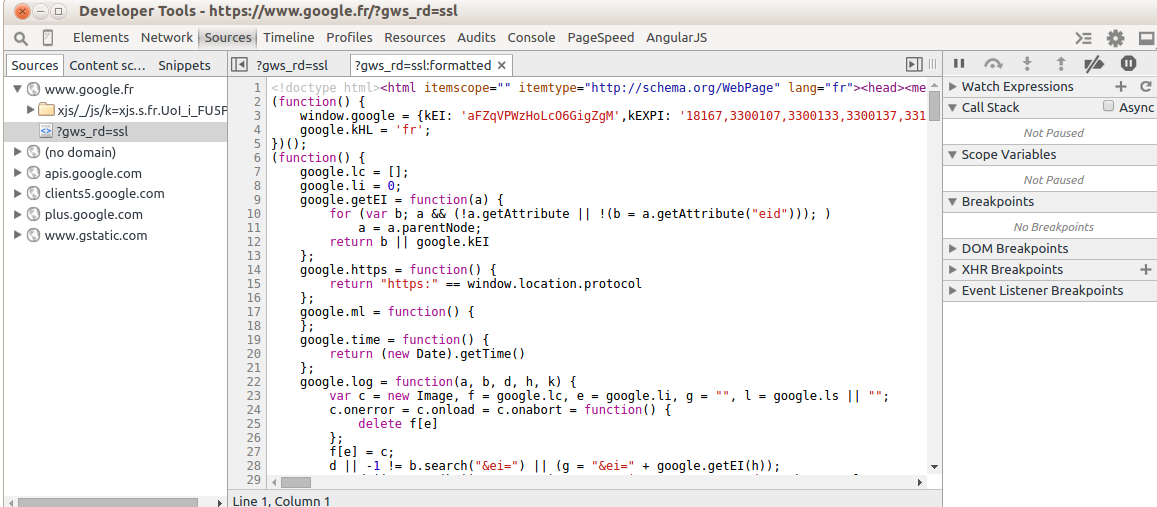 Developer Tools - https://www.google.fr/?gws_rd=ssl
Elements Network Sources Timeline Profiles Resources Audits Console PageSpeed AngularJS
Sources Content sc... Snippets
www.google.fr
xjs/_/js/k=xjs.s.fr.UoI_i_FU5P
?gws_rd=ssl
(no domain)
apis.google.com
clients5.google.com
plus.google.com
www.gstatic.com
?gws_rd=ssl ?gws_rd=ssl:formatted ×
1 <!doctype html><html itemscope="" itemtype="http://schema.org/WebPage" lang="fr"><head><me
2 (function() {
3     window.google = {kEI: 'aFZqVPWzHoLcO6GigZgM',kEXPI: '18167,3300107,3300133,3300137,331
4     google.kHL = 'fr';
5 })();
6 (function() {
7     google.lc = [];
8     google.li = 0;
9     google.getEI = function(a) {
10         for (var b; a && (!a.getAttribute || !(b = a.getAttribute("eid"))); )
11             a = a.parentNode;
12         return b || google.kEI
13     };
14     google.https = function() {
15         return "https:" == window.location.protocol
16     };
17     google.ml = function() {
18     };
19     google.time = function() {
20         return (new Date).getTime()
21     };
22     google.log = function(a, b, d, h, k) {
23         var c = new Image, f = google.lc, e = google.li, g = "", l = google.ls || "";
24         c.onerror = c.onload = c.onabort = function() {
25             delete f[e]
26         };
27         f[e] = c;
28         d || -1 != b.search("&ei=") || (g = "&ei=" + google.getEI(h));
29
Line 1, Column 1
Watch Expressions
Call Stack Async
Not Paused
Scope Variables
Not Paused
Breakpoints
No Breakpoints
DOM Breakpoints
XHR Breakpoints
Event Listener Breakpoints